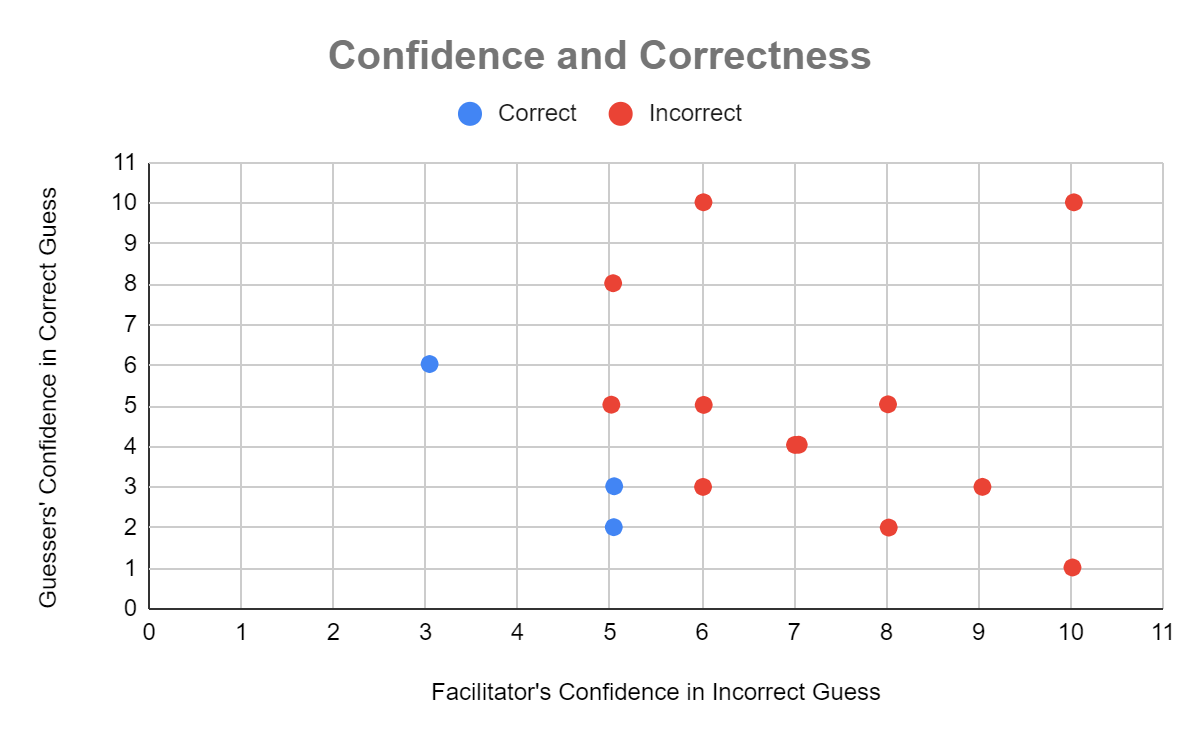 Confidence and Correctness
Correct Incorrect
Guessers' Confidence in Correct Guess
11
10
9
8
7
6
5
4
3
2
1
0
0 1 2 3 4 5 6 7 8 9 10 11
Facilitator's Confidence in Incorrect Guess